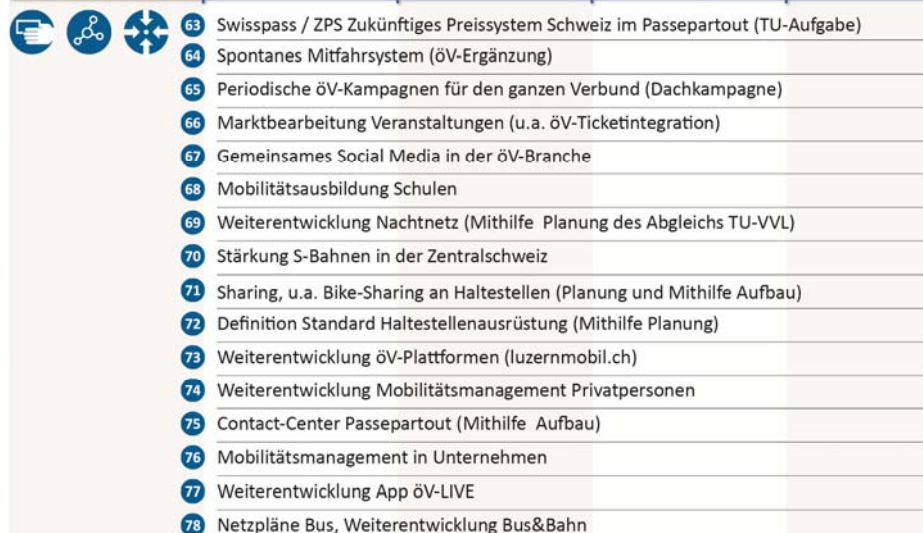 63 Swisspass / ZPS Zukünftiges Preissystem Schweiz im Passepartout (TU-Aufgabe)
64 Spontanes Mitfahrsystem (öV-Ergänzung)
65 Periodische öV-Kampagnen für den ganzen Verbund (Dachkampagne)
66 Marktbearbeitung Veranstaltungen (u.a. öV-Ticketintegration)
67 Gemeinsames Social Media in der öV-Branche
68 Mobilitätsausbildung Schulen
69 Weiterentwicklung Nachtnetz (Mithilfe Planung des Abgleichs TU-VVL)
70 Stärkung S-Bahnen in der Zentralschweiz
71 Sharing, u.a. Bike-Sharing an Haltestellen (Planung und Mithilfe Aufbau)
72 Definition Standard Haltestellenausrüstung (Mithilfe Planung)
73 Weiterentwicklung öV-Plattformen (luzernmobil.ch)
74 Weiterentwicklung Mobilitätsmanagement Privatpersonen
75 Contact-Center Passepartout (Mithilfe Aufbau)
76 Mobilitätsmanagement in Unternehmen
77 Weiterentwicklung App öV-LIVE
78 Netzpläne Bus, Weiterentwicklung Bus&Bahn